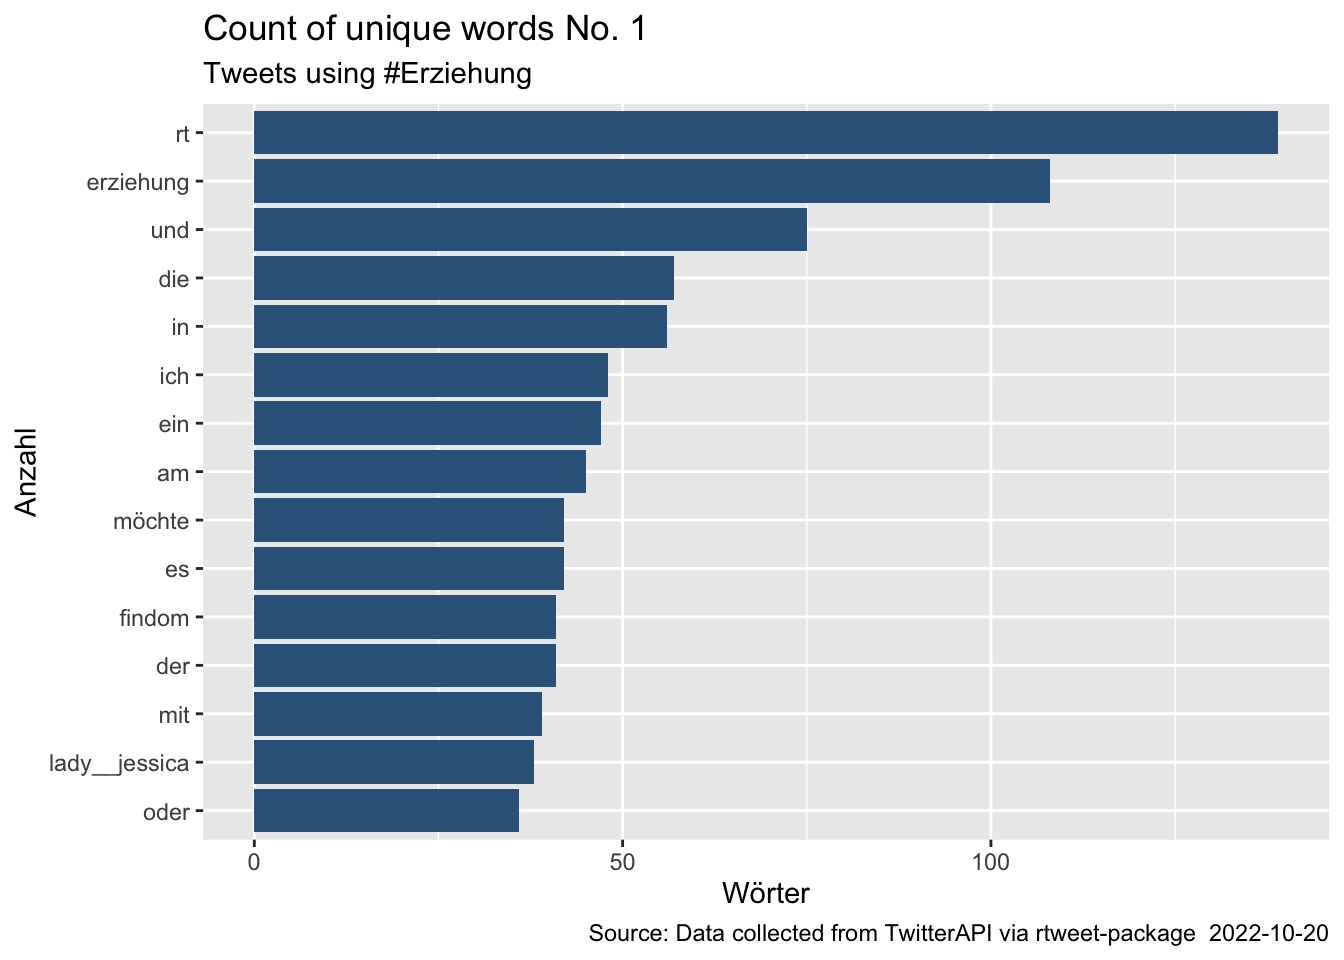 Count of unique words No. 1
Tweets using #Erziehung
rt
erziehung
und
die
in
ich
ein
am
möchte
es
findom
der
mit
lady__jessica
oder
Anzahl
0 50 100
Wörter
Source: Data collected from TwitterAPI via rtweet-package  2022-10-20